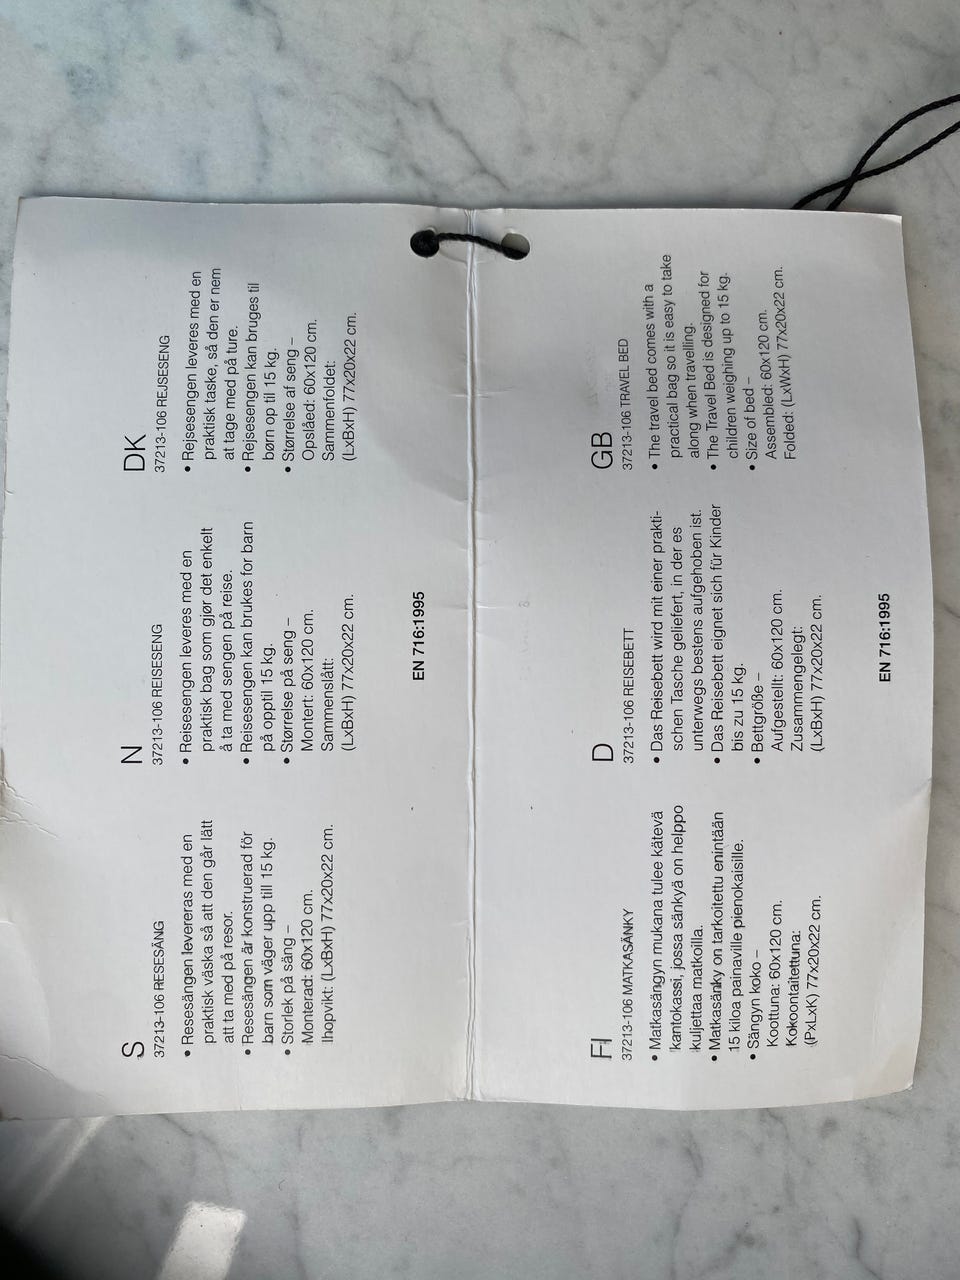 S
37213-106 RESESÄNG
• Resesängen levereras med en
praktisk väska så att den går lätt
att ta med på resor.
• Resesängen är konstruerad för
barn som väger upp till 15 kg.
• Storlek på säng –
Monterad: 60x120 cm.
Ihopvikt: (LxBxH) 77x20x22 cm.
N
37213-106 REISESENG
• Reisesengen leveres med en
praktisk bag som gjør det enkelt
å ta med sengen på reise.
• Reisesengen kan brukes for barn
på opptil 15 kg.
• Størrelse på seng –
Montert: 60x120 cm.
Sammenslått:
(LxBxH) 77x20x22 cm.
DK
37213-106 REJSESENG
• Rejsesengen leveres med en
praktisk taske, så den er nem
at tage med på ture.
• Rejsesengen kan bruges til
børn op til 15 kg.
• Størrelse af seng –
Opslåed: 60x120 cm.
Sammenfoldet:
(LxBxH) 77x20x22 cm.
EN 716:1995
FI
37213-106 MATKASÄNKY
• Matkasängyn mukana tulee kätevä
kantokassi, jossa sänkyä on helppo
kuljettaa matkoilla.
• Matkasänky on tarkoitettu enintään
15 kiloa painaville pienokaisille.
• Sängyn koko –
Koottuna: 60x120 cm.
Kokoontaitettuna:
(PxLxK) 77x20x22 cm.
D
37213-106 REISEBETT
• Das Reisebett wird mit einer prakti-
schen Tasche geliefert, in der es
unterwegs bestens aufgehoben ist.
• Das Reisebett eignet sich für Kinder
bis zu 15 kg.
• Bettgröße –
Aufgestellt: 60x120 cm.
Zusammengelegt:
(LxBxH) 77x20x22 cm.
GB
37213-106 TRAVEL BED
• The travel bed comes with a
practical bag so it is easy to take
along when travelling.
• The Travel Bed is designed for
children weighing up to 15 kg.
• Size of bed –
Assembled: 60x120 cm.
Folded: (LxWxH) 77x20x22 cm.
EN 716:1995